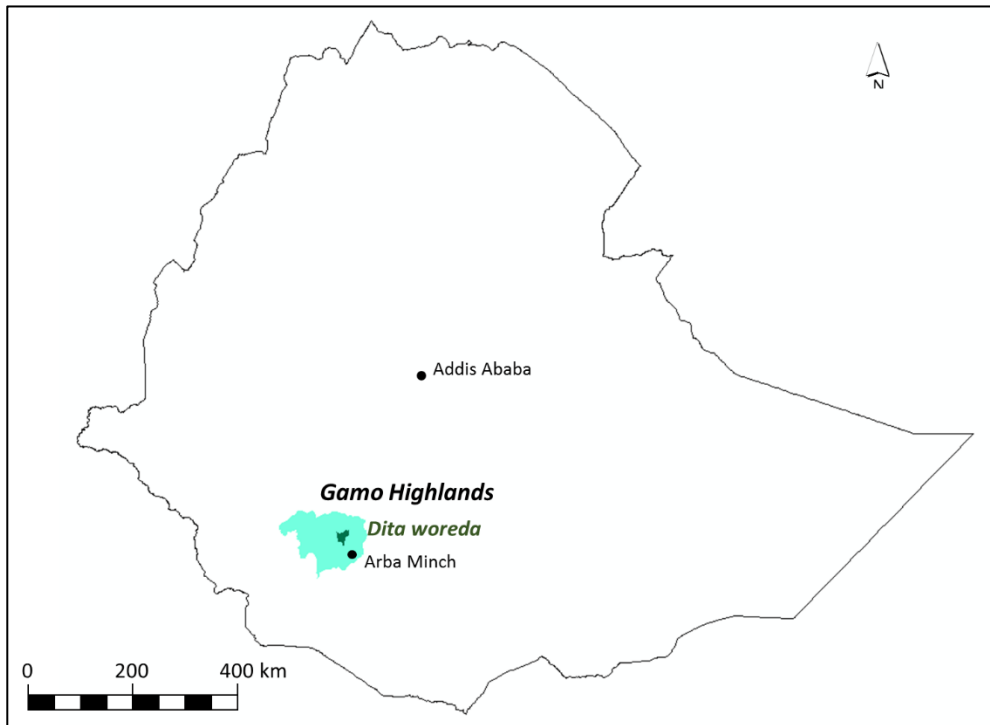 N
Addis Ababa
Gamo Highlands
Dita woreda
Arba Minch
0 200 400 km